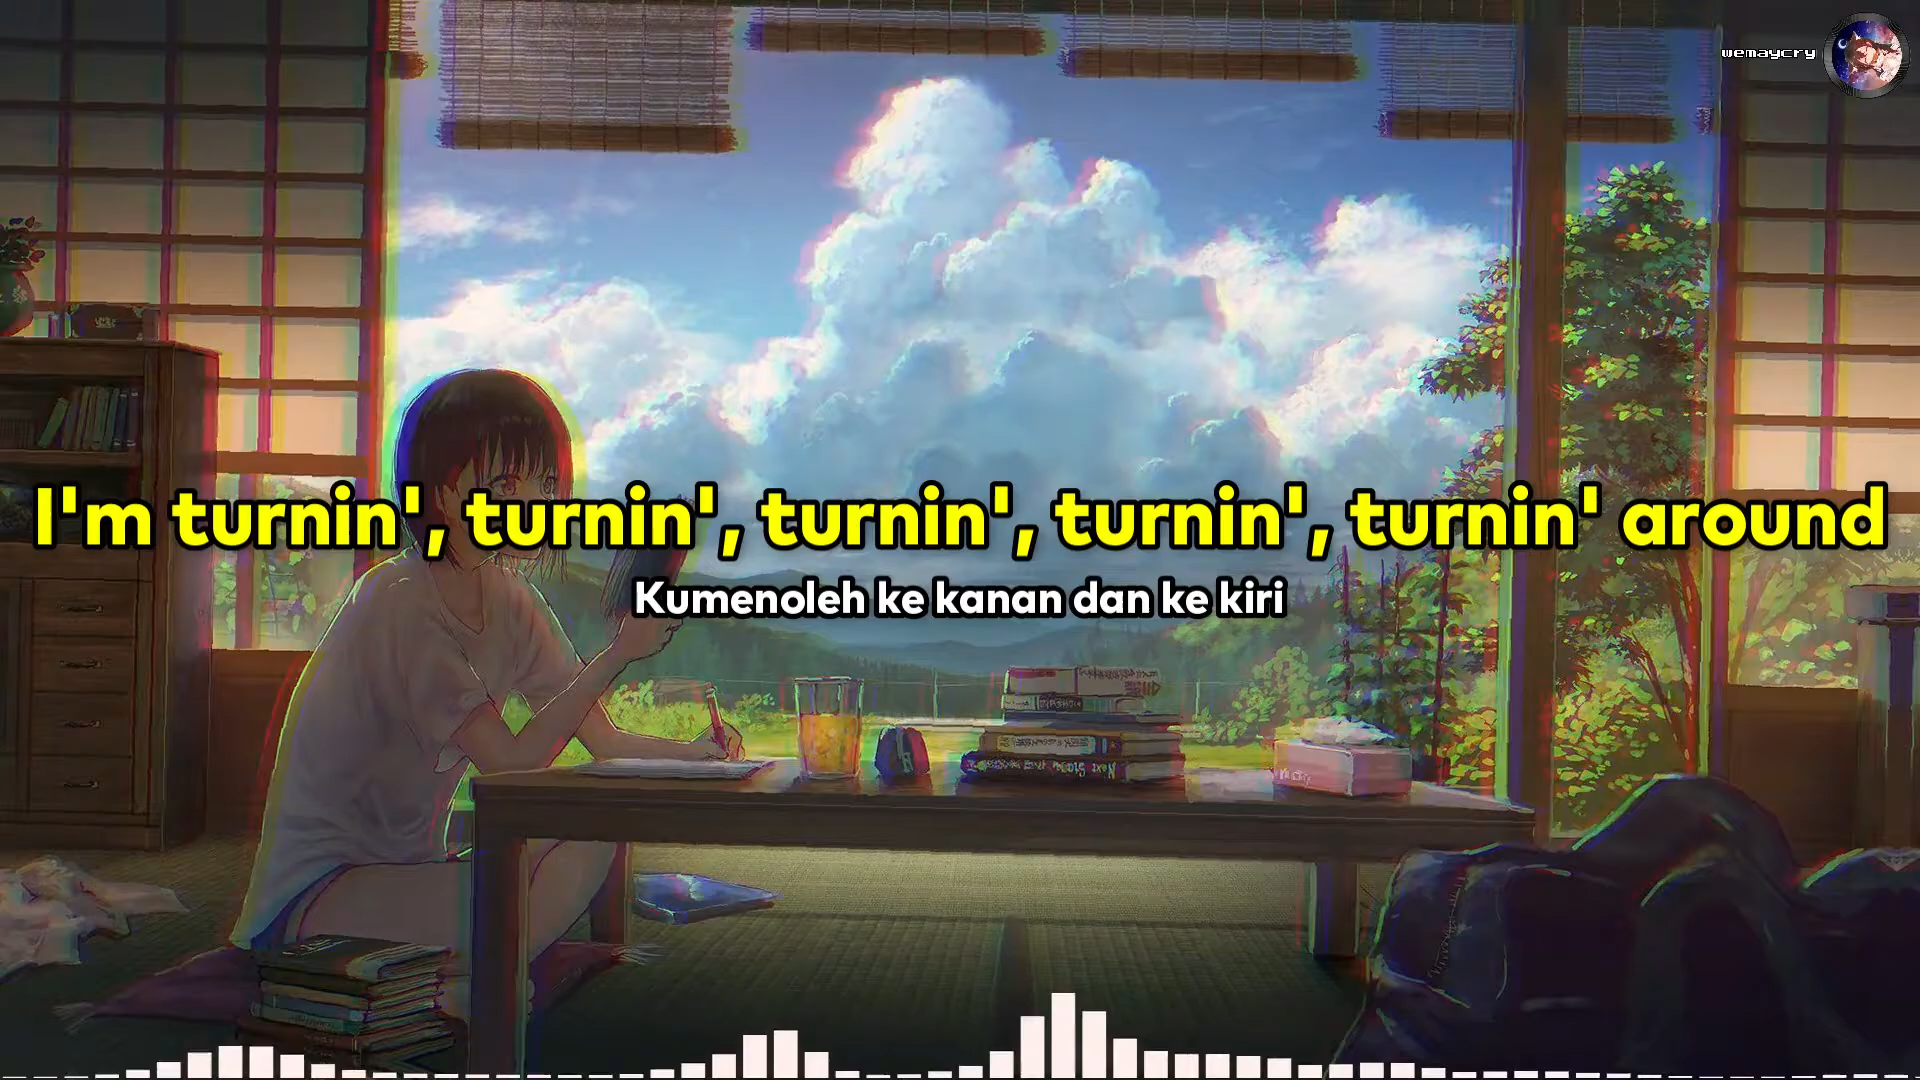 wemaycry
I'm turnin', turnin', turnin', turnin', turnin' around
Kumenoleh ke kanan dan ke kiri